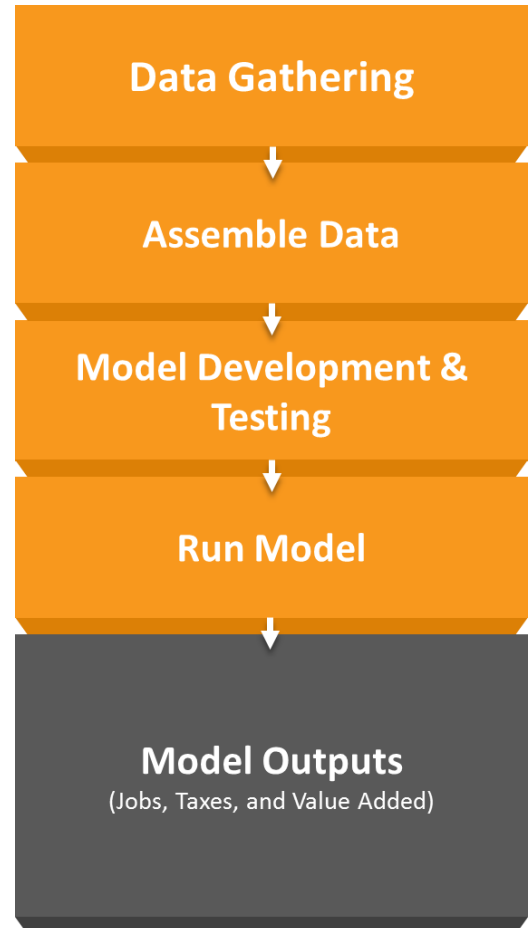 Data Gathering
Assemble Data
Model Development &
Testing
Run Model
Model Outputs
(Jobs, Taxes, and Value Added)